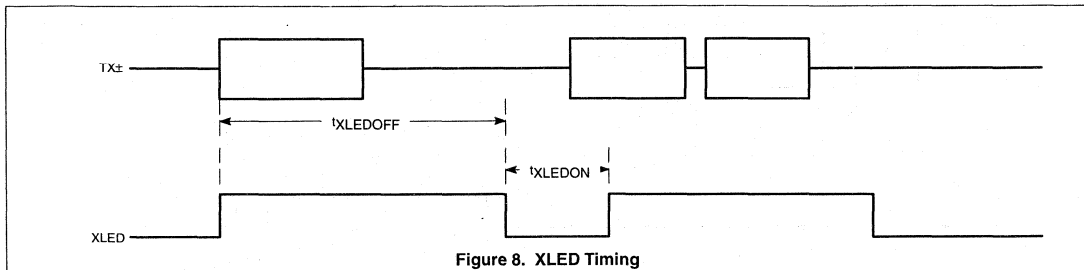 TX±
tXLEDOFF
tXLEDON
XLED
Figure 8. XLED Timing